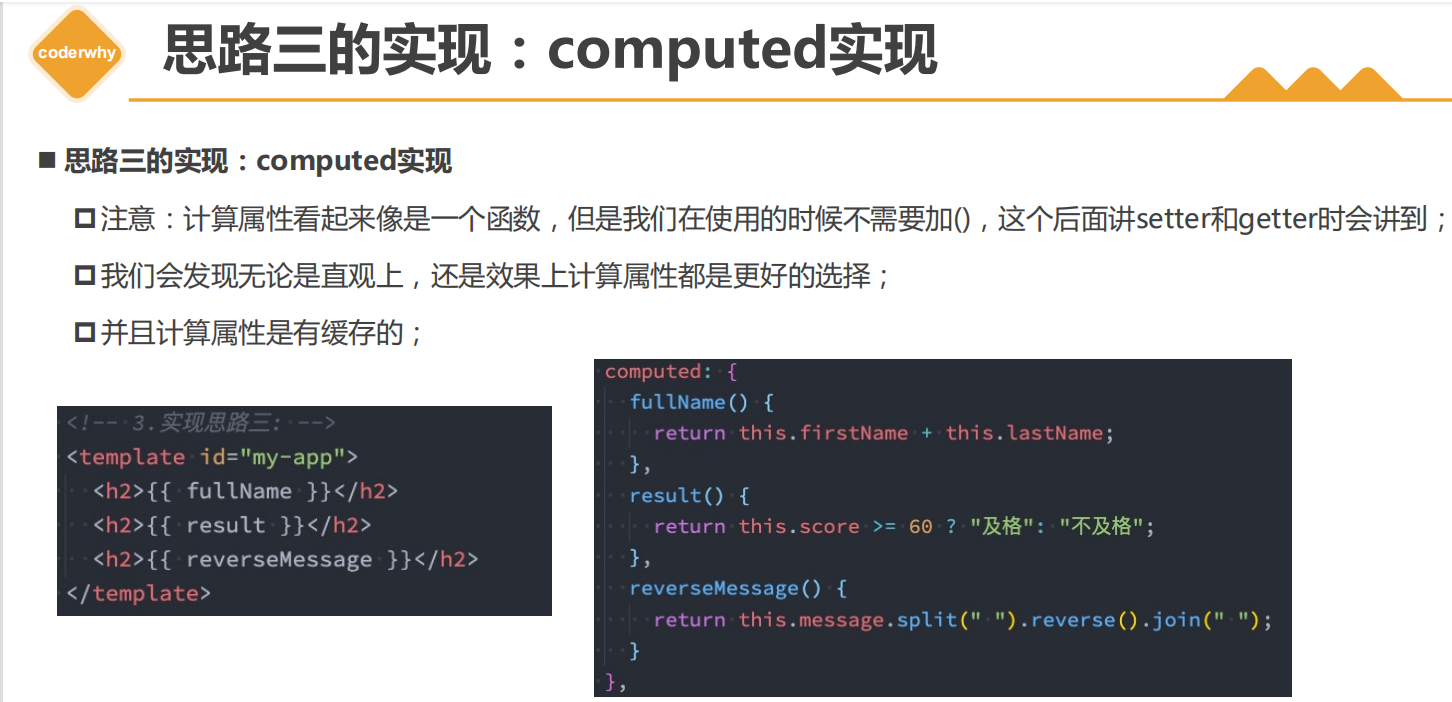 coderwhy
思路三的实现：computed实现
思路三的实现：computed实现
注意：计算属性看起来像是一个函数，但是我们在使用的时候不需要加()，这个后面讲setter和getter时会讲到；
我们会发现无论是直观上，还是效果上计算属性都是更好的选择；
并且计算属性是有缓存的；
<!-- 3.实现思路三: -->
<template id="my-app">
  <h2>{{ fullName }}</h2>
  <h2>{{ result }}</h2>
  <h2>{{ reverseMessage }}</h2>
</template>
computed: {
  fullName() {
    return this.firstName + this.lastName;
  },
  result() {
    return this.score >= 60 ? "及格": "不及格";
  },
  reverseMessage() {
    return this.message.split(" ").reverse().join(" ");
  }
},